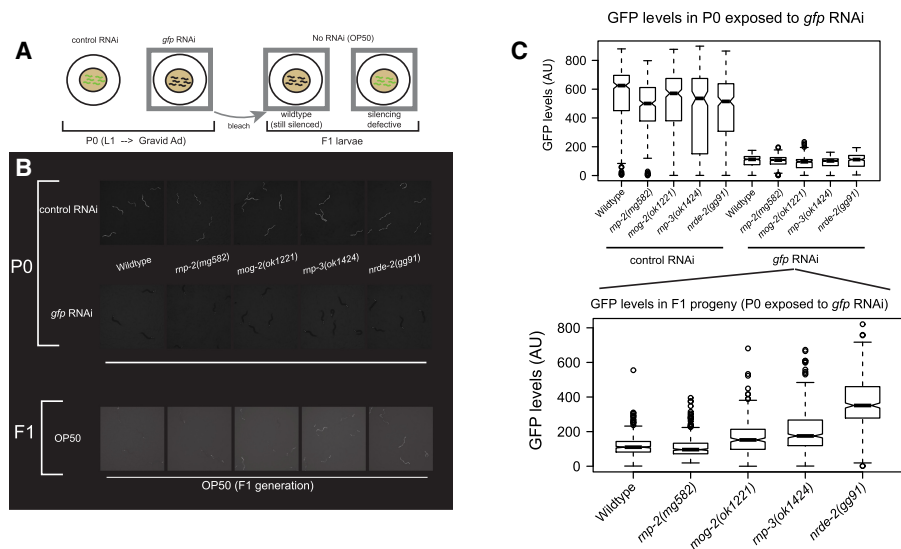 A
control RNAi
gfp RNAi
No RNAi (OP50)
bleach
wildtype
(still silenced)
silencing
defective
P0 (L1 --> Gravid Ad)
F1 larvae
B
P0
control RNAi
Wildtype
rnp-2(mg582)
mog-2(ok1221)
rnp-3(ok1424)
nrde-2(gg91)
gfp RNAi
F1
OP50
OP50 (F1 generation)
C
GFP levels in P0 exposed to gfp RNAi
GFP levels (AU)
800
600
400
200
0
Wildtype
rnp-2(mg582)
mog-2(ok1221)
rnp-3(ok1424)
nrde-2(gg91)
Wildtype
rnp-2(mg582)
mog-2(ok1221)
rnp-3(ok1424)
nrde-2(gg91)
control RNAi
gfp RNAi
GFP levels in F1 progeny (P0 exposed to gfp RNAi)
GFP levels (AU)
800
600
400
200
0
Wildtype
rnp-2(mg582)
mog-2(ok1221)
rnp-3(ok1424)
nrde-2(gg91)